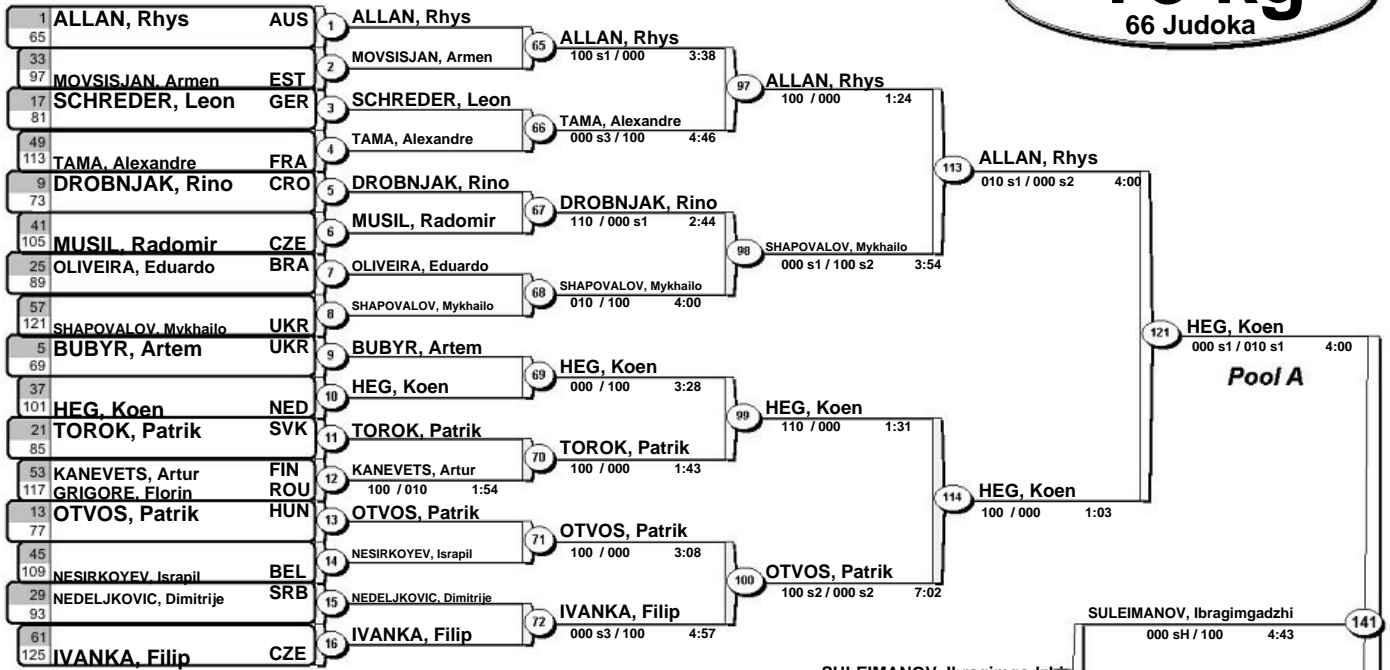 66 Judoka
1 ALLAN, Rhys AUS
65
33
97 MOVSISJAN, Armen EST
17 SCHREDER, Leon GER
81
49
113 TAMA, Alexandre FRA
9 DROBNJAK, Rino CRO
73
41
105 MUSIL, Radomir CZE
25 OLIVEIRA, Eduardo BRA
89
57
121 SHAPOVALOV, Mykhailo UKR
5 BUBYR, Artem UKR
69
37
101 HEG, Koen NED
21 TOROK, Patrik SVK
85
53 KANEVETS, Artur FIN
117 GRIGORE, Florin ROU
13 OTVOS, Patrik HUN
77
45
109 NESIRKOYEV, Israpil BEL
29 NEDELJKOVIC, Dimitrije SRB
93
61
125 IVANKA, Filip CZE
1 ALLAN, Rhys
2 MOVSISJAN, Armen
3 SCHREDER, Leon
4 TAMA, Alexandre
5 DROBNJAK, Rino
6 MUSIL, Radomir
7 OLIVEIRA, Eduardo
8 SHAPOVALOV, Mykhailo
9 BUBYR, Artem
10 HEG, Koen
11 TOROK, Patrik
12 KANEVETS, Artur
100 / 010 1:54
13 OTVOS, Patrik
14 NESIRKOYEV, Israpil
15 NEDELJKOVIC, Dimitrije
16 IVANKA, Filip
65 ALLAN, Rhys
100 s1 / 000 3:38
66 TAMA, Alexandre
000 s3 / 100 4:46
67 DROBNJAK, Rino
110 / 000 s1 2:44
68 SHAPOVALOV, Mykhailo
010 / 100 4:00
69 HEG, Koen
000 / 100 3:28
70 TOROK, Patrik
100 / 000 1:43
71 OTVOS, Patrik
100 / 000 3:08
72 IVANKA, Filip
000 s3 / 100 4:57
97 ALLAN, Rhys
100 / 000 1:24
98 SHAPOVALOV, Mykhailo
000 s1 / 100 s2 3:54
99 HEG, Koen
110 / 000 1:31
100 OTVOS, Patrik
100 s2 / 000 s2 7:02
113 ALLAN, Rhys
010 s1 / 000 s2 4:00
114 HEG, Koen
100 / 000 1:03
121 HEG, Koen
000 s1 / 010 s1 4:00
Pool A
SULEIMANOV, Ibragimgadzhi
000 sH / 100 4:43
141